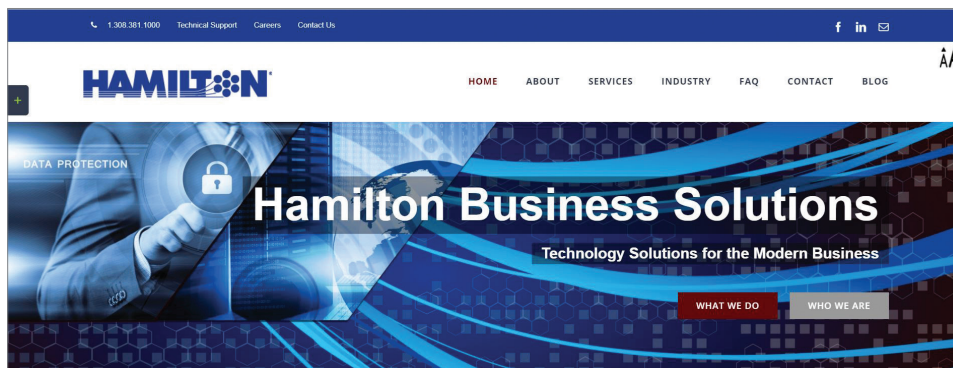 1.308.381.1000 Technical Support Careers Contact Us
f in
HAMILTON®
HOME ABOUT SERVICES INDUSTRY FAQ CONTACT BLOG
+
DATA PROTECTION
Hamilton Business Solutions
Technology Solutions for the Modern Business
WHAT WE DO WHO WE ARE